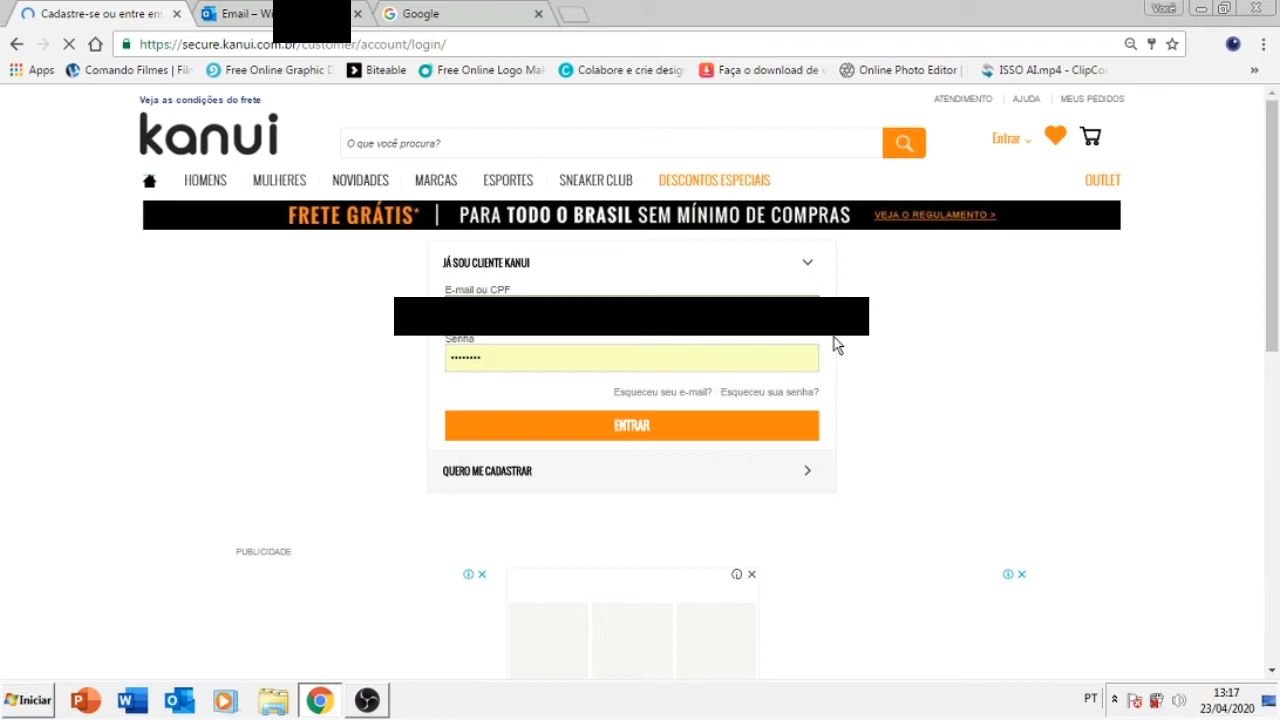 Cadastre-se ou entre em
Email – Wi
Google
Você
https://secure.kanui.com.br/customer/account/login/
Apps
Comando Filmes | Film
Free Online Graphic D
Biteable
Free Online Logo Mak
Colabore e crie design
Faça o download de v
Online Photo Editor |
ISSO AI.mp4 - ClipCo
»
Veja as condições do frete
ATENDIMENTO | AJUDA | MEUS PEDIDOS
kanui
O que você procura?
Entrar
HOMENS
MULHERES
NOVIDADES
MARCAS
ESPORTES
SNEAKER CLUB
DESCONTOS ESPECIAIS
OUTLET
FRETE GRÁTIS* | PARA TODO O BRASIL SEM MÍNIMO DE COMPRAS VEJA O REGULAMENTO >
JÁ SOU CLIENTE KANUI
E-mail ou CPF
Senha
••••••••
Esqueceu seu e-mail? Esqueceu sua senha?
ENTRAR
QUERO ME CADASTRAR
PUBLICIDADE
Iniciar
PT
13:17
23/04/2020